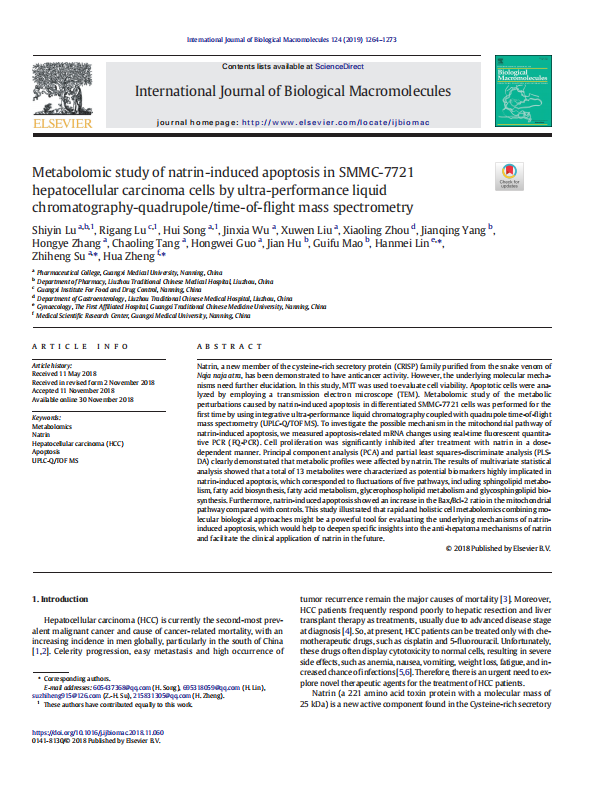 International Journal of Biological Macromolecules 124 (2019) 1264–1273
Contents lists available at ScienceDirect
International Journal of Biological Macromolecules
journal homepage: http://www.elsevier.com/locate/ijbiomac
ELSEVIER
Biological
Macromolecules
Check for
updates
Metabolomic study of natrin-induced apoptosis in SMMC-7721
hepatocellular carcinoma cells by ultra-performance liquid
chromatography-quadrupole/time-of-flight mass spectrometry
Shiyin Lu a,b,1, Rigang Lu c,1, Hui Song a,1, Jinxia Wu a, Xuwen Liu a, Xiaoling Zhou d, Jianqing Yang b,
Hongye Zhang a, Chaoling Tang a, Hongwei Guo a, Jian Hu b, Guifu Mao b, Hanmei Lin e,*,
Zhiheng Su a,*, Hua Zheng f,*
a Pharmaceutical College, Guangxi Medical University, Nanning, China
b Department of Pharmacy, Liuzhou Traditional Chinese Medical Hospital, Liuzhou, China
c Guangxi Institute For Food and Drug Control, Nanning, China
d Department of Gastroenterology, Liuzhou Traditional Chinese Medical Hospital, Liuzhou, China
e Gynaecology, The First Affiliated Hospital, Guangxi Traditional Chinese Medicine University, Nanning, China
f Medical Scientific Research Center, Guangxi Medical University, Nanning, China
ARTICLE INFO
Article history:
Received 11 May 2018
Received in revised form 2 November 2018
Accepted 11 November 2018
Available online 30 November 2018
Keywords:
Metabolomics
Natrin
Hepatocellular carcinoma (HCC)
Apoptosis
UPLC-Q/TOF MS
ABSTRACT
Natrin, a new member of the cysteine-rich secretory protein (CRISP) family purified from the snake venom of
Naja naja atra, has been demonstrated to have anticancer activity. However, the underlying molecular mecha-
nisms need further elucidation. In this study, MTT was used to evaluate cell viability. Apoptotic cells were ana-
lyzed by employing a transmission electron microscope (TEM). Metabolomic study of the metabolic
perturbations caused by natrin-induced apoptosis in differentiated SMMC-7721 cells was performed for the
first time by using integrative ultra-performance liquid chromatography coupled with quadrupole time-of-flight
mass spectrometry (UPLC-Q/TOF MS). To investigate the possible mechanism in the mitochondrial pathway of
natrin-induced apoptosis, we measured apoptosis-related mRNA changes using real-time fluorescent quantita-
tive PCR (FQ-PCR). Cell proliferation was significantly inhibited after treatment with natrin in a dose-
dependent manner. Principal component analysis (PCA) and partial least squares-discriminate analysis (PLS-
DA) clearly demonstrated that metabolic profiles were affected by natrin. The results of multivariate statistical
analysis showed that a total of 13 metabolites were characterized as potential biomarkers highly implicated in
natrin-induced apoptosis, which corresponded to fluctuations of five pathways, including sphingolipid metabo-
lism, fatty acid biosynthesis, fatty acid metabolism, glycerophospholipid metabolism and glycosphingolipid bio-
synthesis. Furthermore, natrin-induced apoptosis showed an increase in the Bax/Bcl-2 ratio in the mitochondrial
pathway compared with controls. This study illustrated that rapid and holistic cell metabolomics combining mo-
lecular biological approaches might be a powerful tool for evaluating the underlying mechanisms of natrin-
induced apoptosis, which would help to deepen specific insights into the anti-hepatoma mechanisms of natrin
and facilitate the clinical application of natrin in the future.
© 2018 Published by Elsevier B.V.
1. Introduction
Hepatocellular carcinoma (HCC) is currently the second-most prev-
alent malignant cancer and cause of cancer-related mortality, with an
increasing incidence in men globally, particularly in the south of China
[1,2]. Celerity progression, easy metastasis and high occurrence of
* Corresponding authors.
E-mail addresses: 605437368@qq.com (H. Song), 695318059@qq.com (H. Lin),
suzhiheng915@126.com (Z.-H. Su), 215831305@qq.com (H. Zheng).
1 These authors have contributed equally to this work.
tumor recurrence remain the major causes of mortality [3]. Moreover,
HCC patients frequently respond poorly to hepatic resection and liver
transplant therapy as treatments, usually due to advanced disease stage
at diagnosis [4]. So, at present, HCC patients can be treated only with che-
motherapeutic drugs, such as cisplatin and 5-fluorouracil. Unfortunately,
these drugs often display cytotoxicity to normal cells, resulting in severe
side effects, such as anemia, nausea, vomiting, weight loss, fatigue, and in-
creased chance of infections [5,6]. Therefore, there is an urgent need to ex-
plore novel therapeutic agents for the treatment of HCC patients.
Natrin (a 221 amino acid toxin protein with a molecular mass of
25 kDa) is a new active component found in the Cysteine-rich secretory
https://doi.org/10.1016/j.ijbiomac.2018.11.060
0141-8130/© 2018 Published by Elsevier B.V.